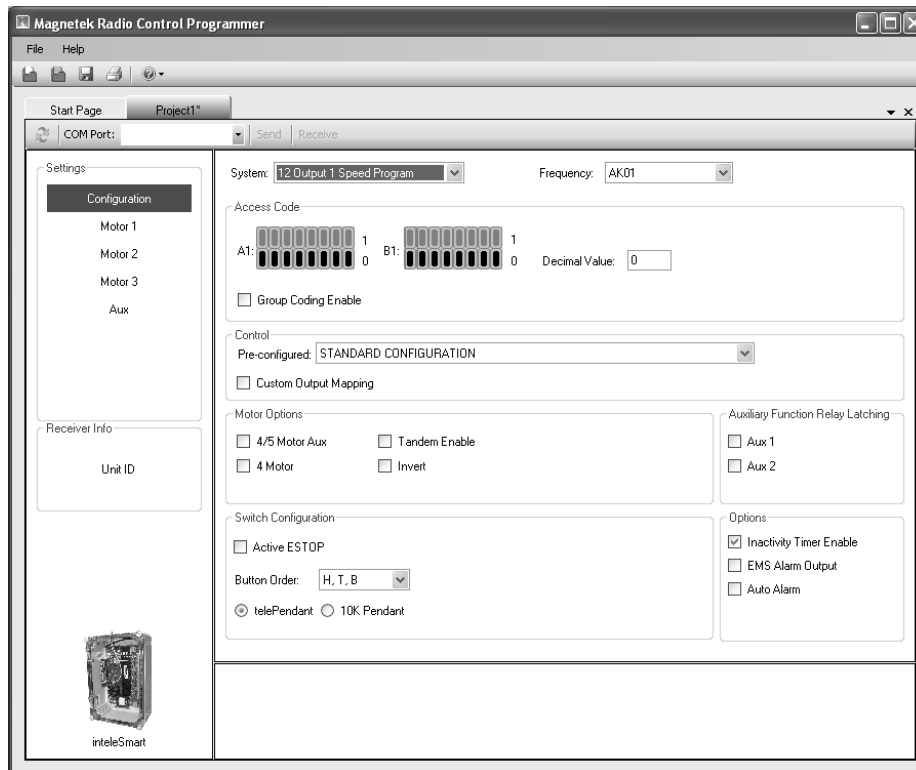 Magnetek Radio Control Programmer
File Help
Start Page Project1*
COM Port: Send Receive
Settings
Configuration
Motor 1
Motor 2
Motor 3
Aux
Receiver Info
Unit ID
inteleSmart
System: 12 Output 1 Speed Program Frequency: AK01
Access Code
A1: 1 0 B1: 1 0 Decimal Value: 0
Group Coding Enable
Control
Pre-configured: STANDARD CONFIGURATION
Custom Output Mapping
Motor Options
4/5 Motor Aux Tandem Enable
4 Motor Invert
Auxiliary Function Relay Latching
Aux 1
Aux 2
Switch Configuration
Active ESTOP
Button Order: H, T, B
telePendant 10K Pendant
Options
Inactivity Timer Enable
EMS Alarm Output
Auto Alarm